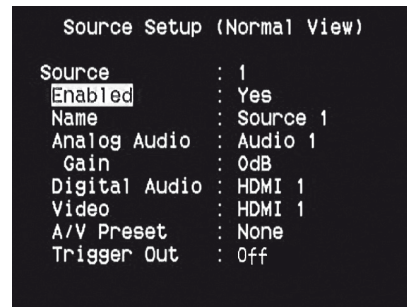 Source Setup (Normal View)
Source : 1
Enabled : Yes
Name : Source 1
Analog Audio : Audio 1
Gain : 0dB
Digital Audio : HDMI 1
Video : HDMI 1
A/V Preset : None
Trigger Out : Off